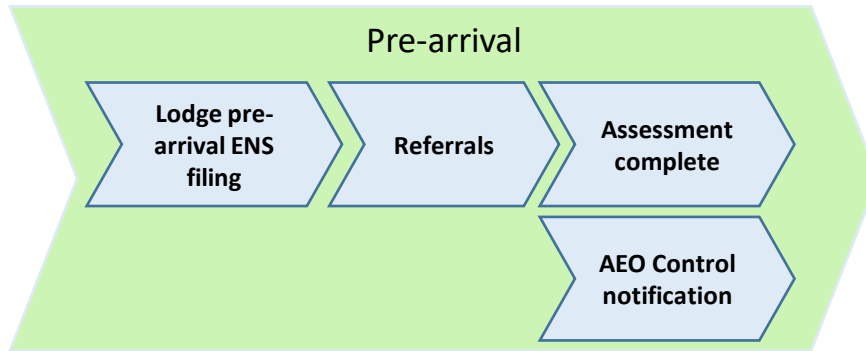 Pre-arrival
Lodge pre-
arrival ENS
filing
Referrals
Assessment
complete
AEO Control
notification